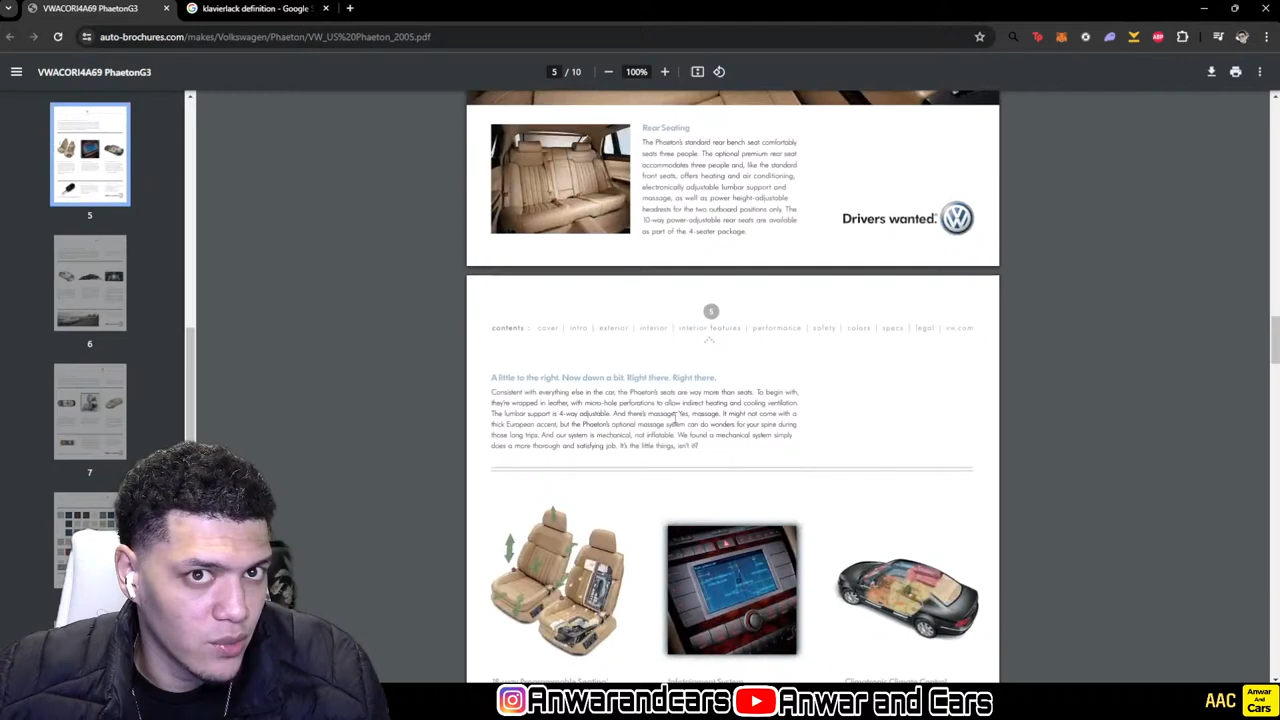 VWACORI4A69 PhaetonG3
klavierlack definition - Google S
auto-brochures.com/makes/Volkswagen/Phaeton/VW_US%20Phaeton_2005.pdf
VWACORI4A69 PhaetonG3
5 / 10
100%
Rear Seating
The Phaeton's standard rear bench seat comfortably
seats three people. The optional premium rear seat
accommodates three people and, like the standard
front seats, offers heating and air conditioning,
electronically adjustable lumbar support and
massage, as well as power height-adjustable
headrests for the two outboard positions only. The
10-way power-adjustable rear seats are available
as part of the 4-seater package.
Drivers wanted.
5
contents : cover | intro | exterior | interior | interior features | performance | safety | colors | specs | legal | vw.com
A little to the right. Now down a bit. Right there. Right there.
Consistent with everything else in the car, the Phaeton's seats are way more than seats. To begin with,
they're wrapped in leather, with micro-hole perforations to allow indirect heating and cooling ventilation.
The lumbar support is 4-way adjustable. And there's massage. Yes, massage. It might not come with a
thick European accent, but the Phaeton's optional massage system can do wonders for your spine during
those long trips. And our system is mechanical, not inflatable. We found a mechanical system simply
does a more thorough and satisfying job. It's the little things, isn't it?
18-way Programmable Seating
Infotainment System
Climatronic Climate Control
Anwarandcars
Anwar and Cars
AAC
Anwar
And
Cars